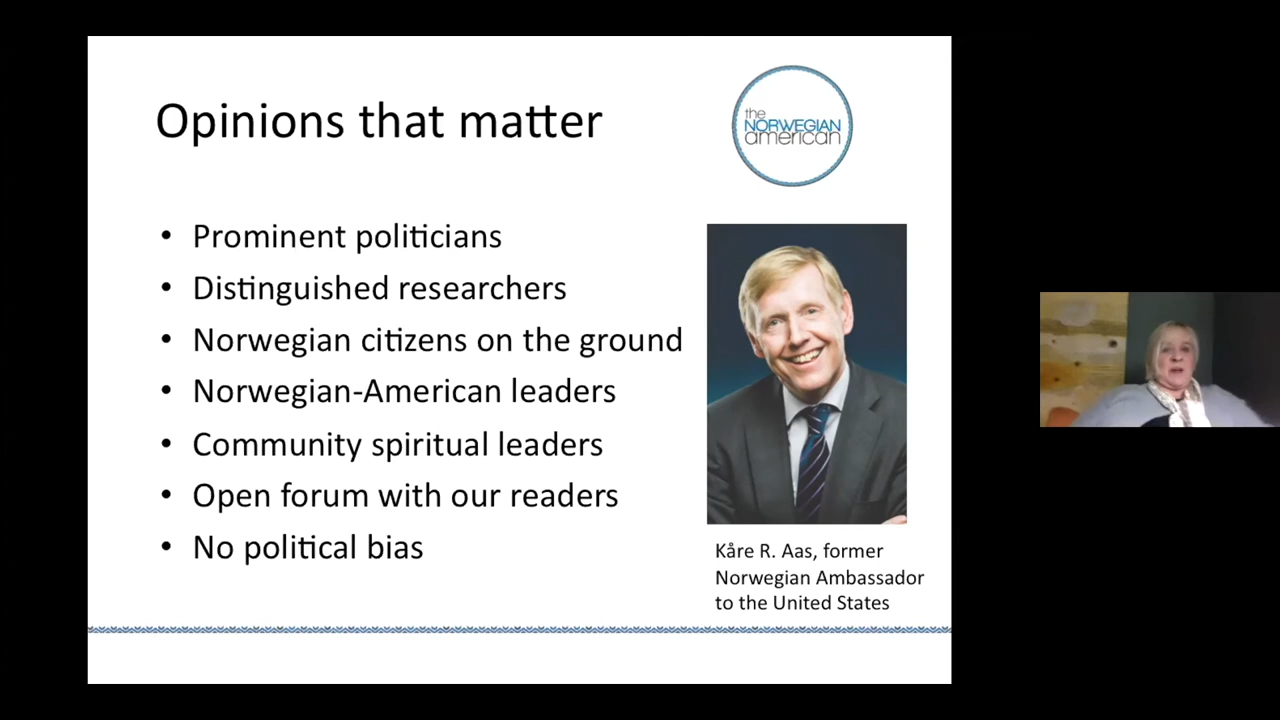 Opinions that matter
the
NORWEGIAN
american
• Prominent politicians
• Distinguished researchers
• Norwegian citizens on the ground
• Norwegian-American leaders
• Community spiritual leaders
• Open forum with our readers
• No political bias
Kåre R. Aas, former
Norwegian Ambassador
to the United States